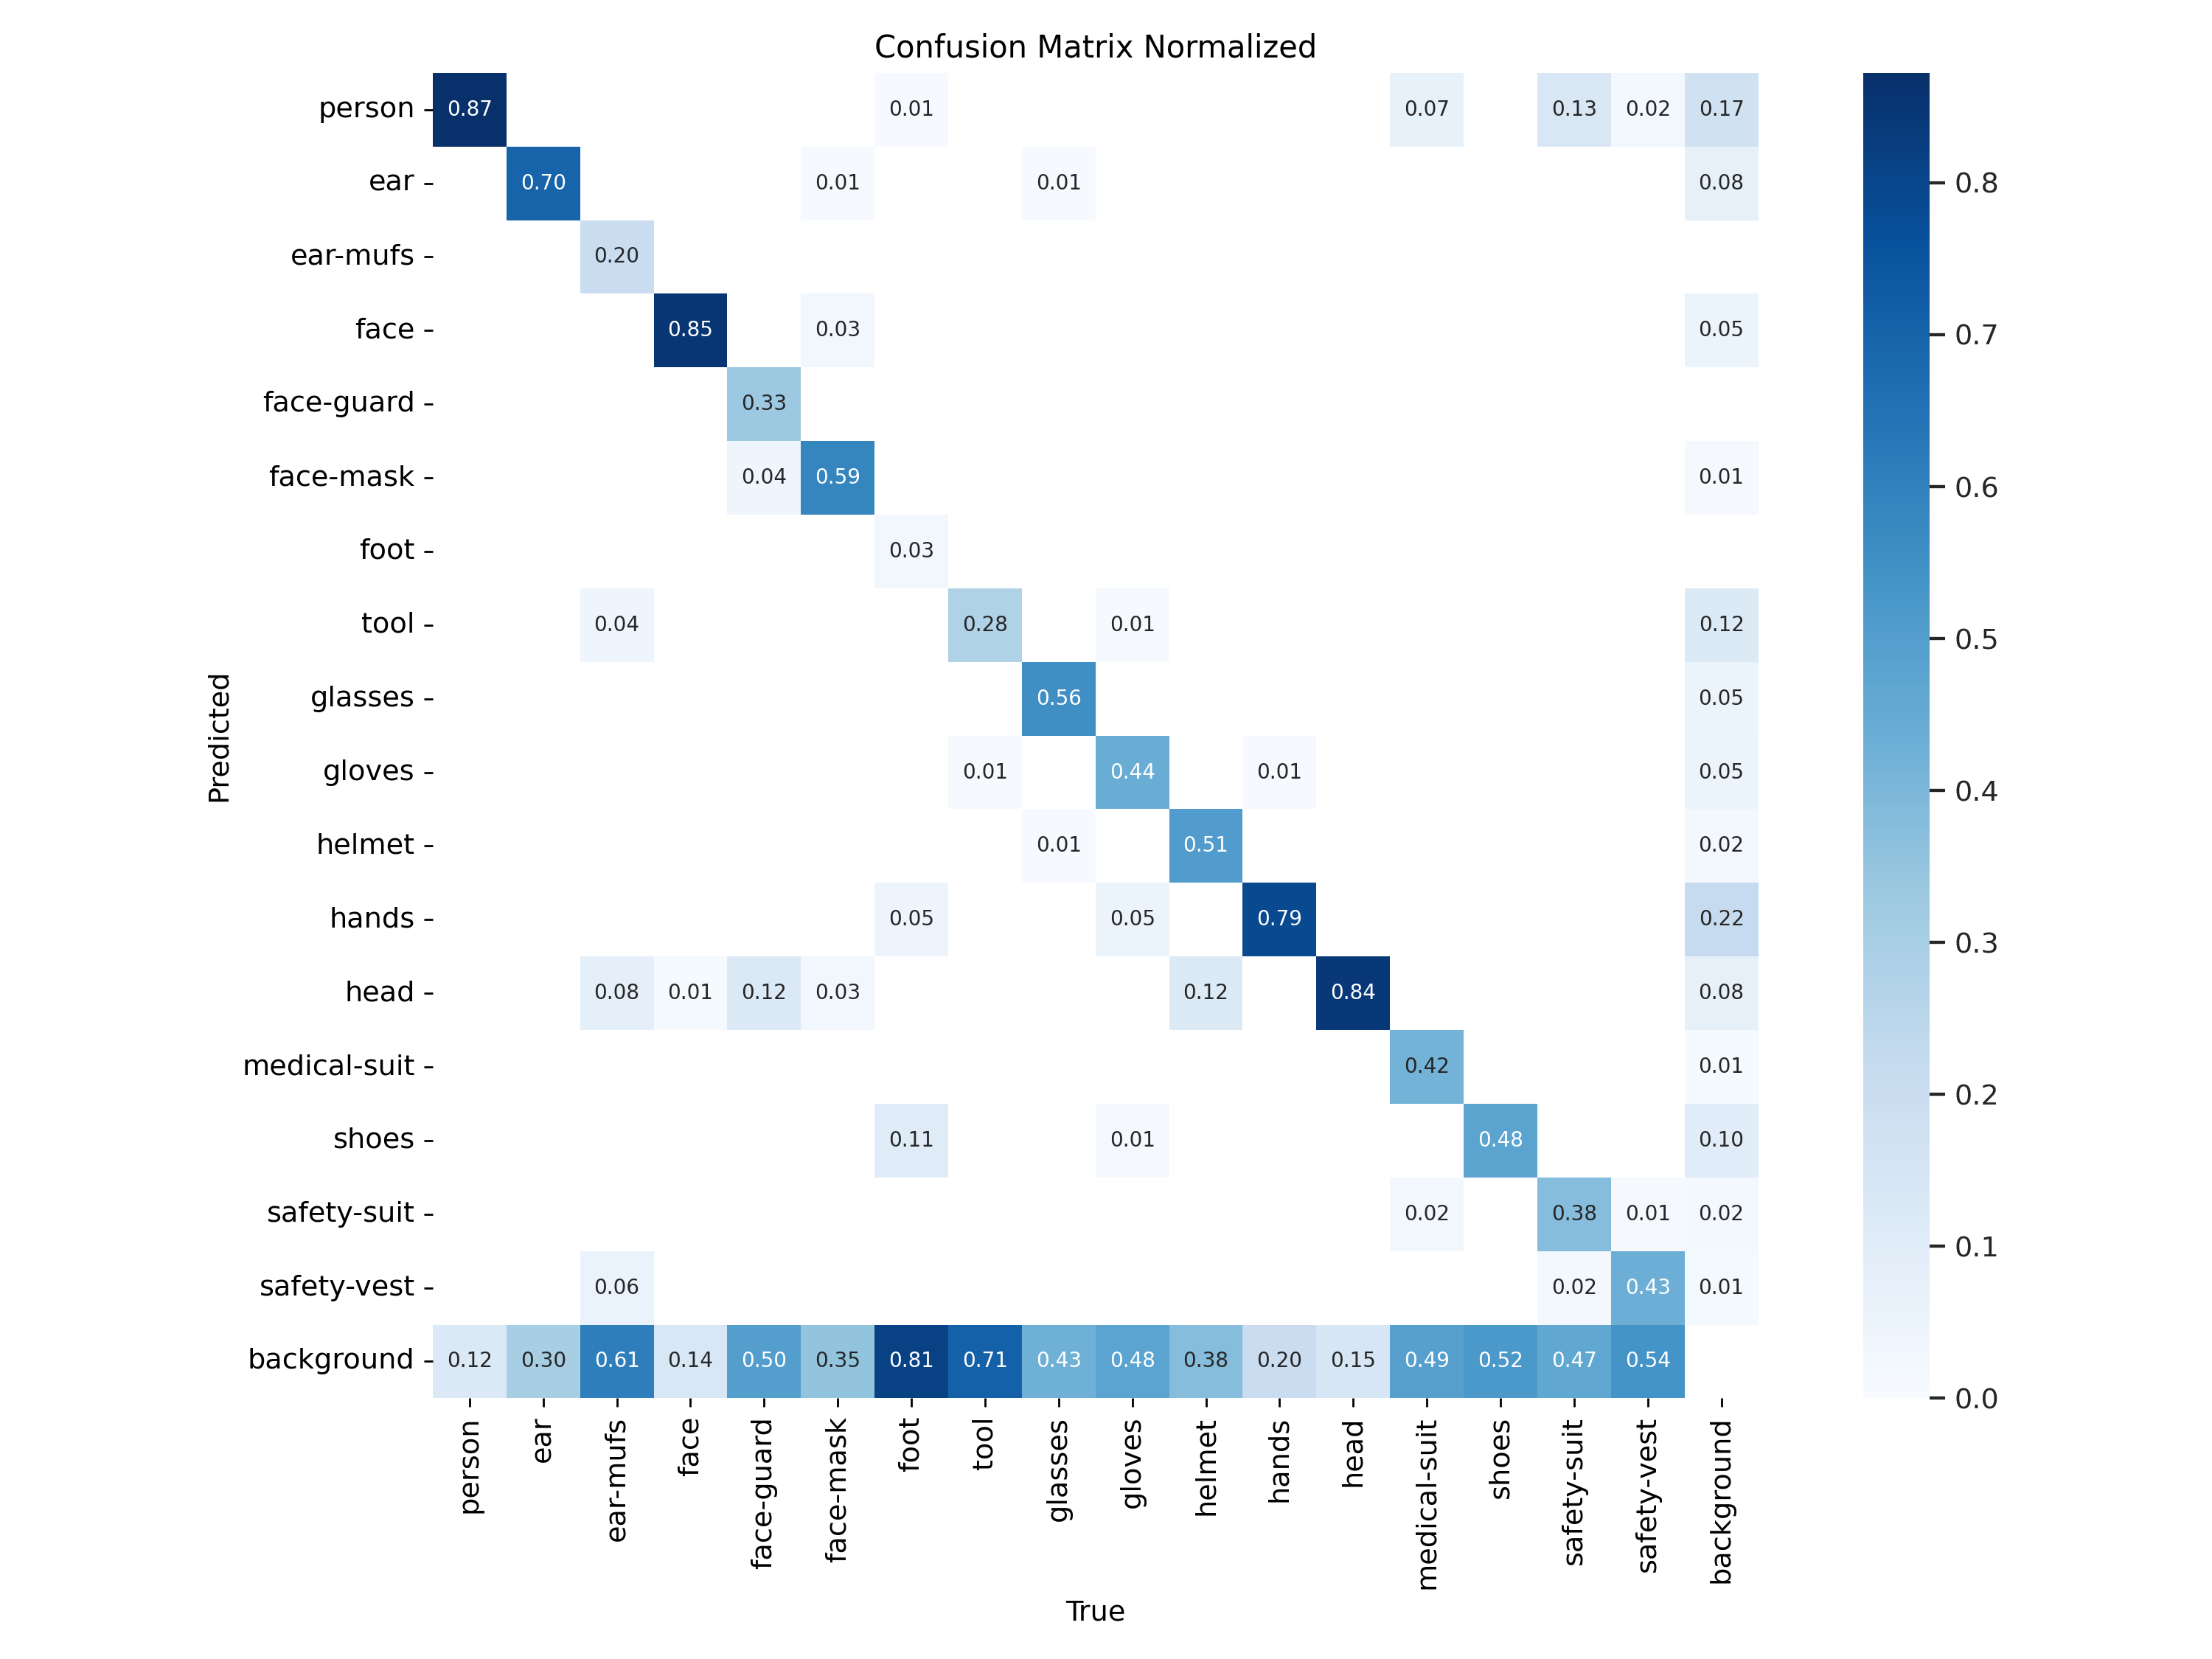 Confusion Matrix Normalized
person 0.87 0.01 0.07 0.13 0.02 0.17
ear 0.70 0.01 0.01 0.08
ear-mufs 0.20
face 0.85 0.03 0.05
face-guard 0.33
face-mask 0.04 0.59 0.01
foot 0.03
tool 0.04 0.28 0.01 0.12
glasses 0.56 0.05
gloves 0.01 0.44 0.01 0.05
helmet 0.01 0.51 0.02
hands 0.05 0.05 0.79 0.22
head 0.08 0.01 0.12 0.03 0.12 0.84 0.08
medical-suit 0.42 0.01
shoes 0.11 0.01 0.48 0.10
safety-suit 0.02 0.38 0.01 0.02
safety-vest 0.06 0.02 0.43 0.01
background 0.12 0.30 0.61 0.14 0.50 0.35 0.81 0.71 0.43 0.48 0.38 0.20 0.15 0.49 0.52 0.47 0.54
Predicted
person ear ear-mufs face face-guard face-mask foot tool glasses gloves helmet hands head medical-suit shoes safety-suit safety-vest background
True
0.8
0.7
0.6
0.5
0.4
0.3
0.2
0.1
0.0